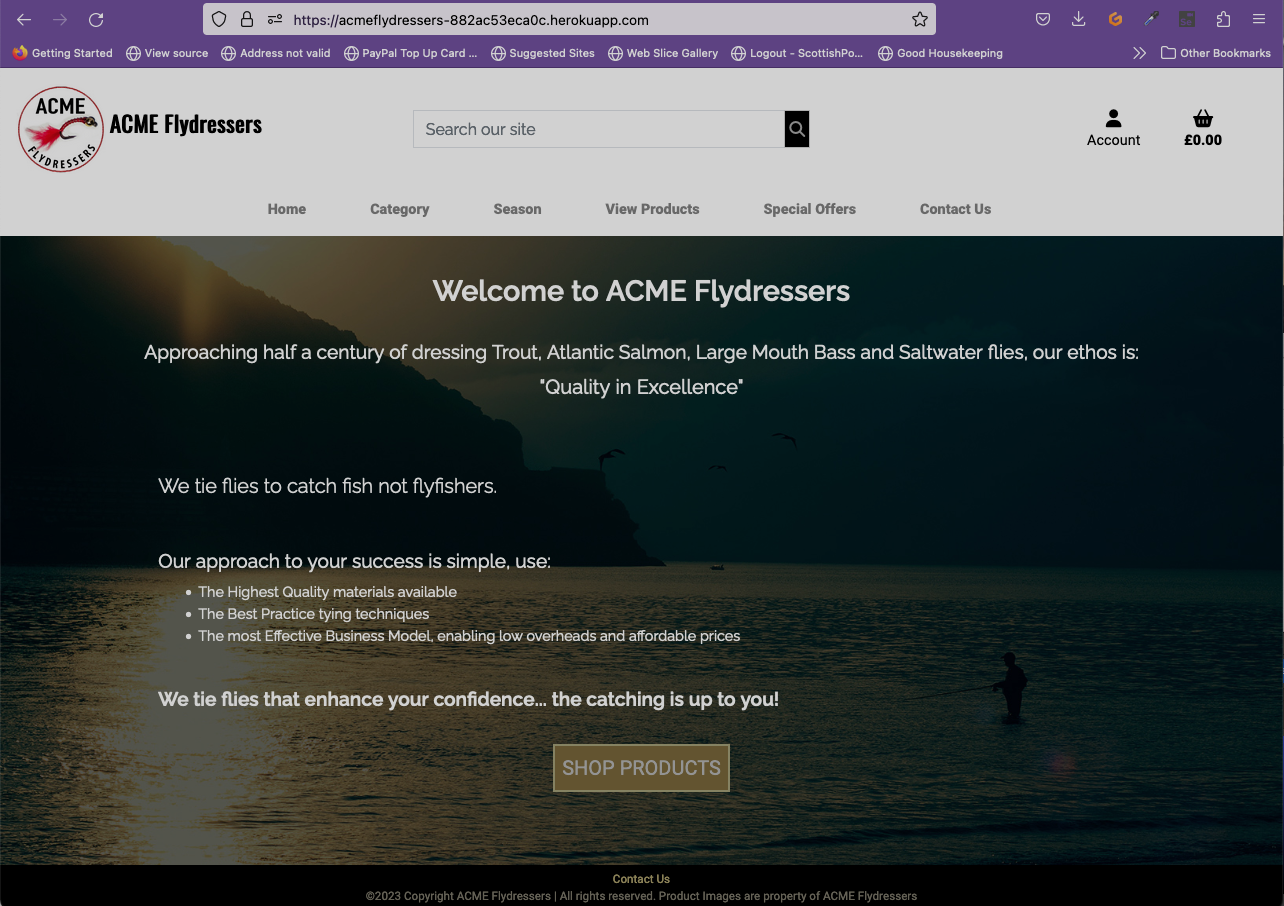 https://acmeflydressers-882ac53eca0c.herokuapp.com
Getting Started View source Address not valid PayPal Top Up Card ... Suggested Sites Web Slice Gallery Logout - ScottishPo... Good Housekeeping Other Bookmarks
ACME
FLYDRESSERS
ACME Flydressers
Search our site
Account
£0.00
Home Category Season View Products Special Offers Contact Us
Welcome to ACME Flydressers
Approaching half a century of dressing Trout, Atlantic Salmon, Large Mouth Bass and Saltwater flies, our ethos is:
"Quality in Excellence"
We tie flies to catch fish not flyfishers.
Our approach to your success is simple, use:
• The Highest Quality materials available
• The Best Practice tying techniques
• The most Effective Business Model, enabling low overheads and affordable prices
We tie flies that enhance your confidence... the catching is up to you!
SHOP PRODUCTS
Contact Us
©2023 Copyright ACME Flydressers | All rights reserved. Product Images are property of ACME Flydressers